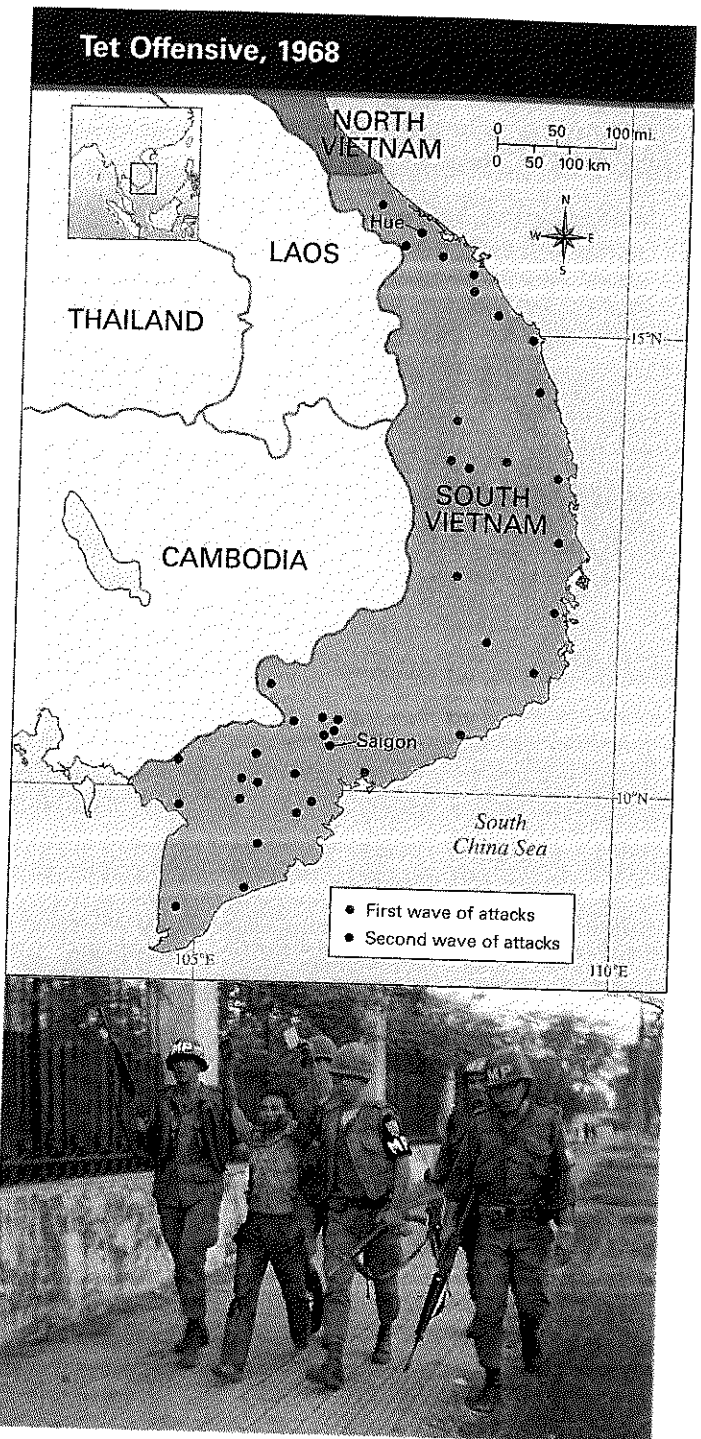 Tet Offensive, 1968
NORTH
VIETNAM
0 50 100 mi.
0 50 100 km
N
W E
S
Hue
LAOS
THAILAND
15°N
SOUTH
VIETNAM
CAMBODIA
Saigon
10°N
South
China Sea
First wave of attacks
Second wave of attacks
105°E
110°E
MP
MP
MP